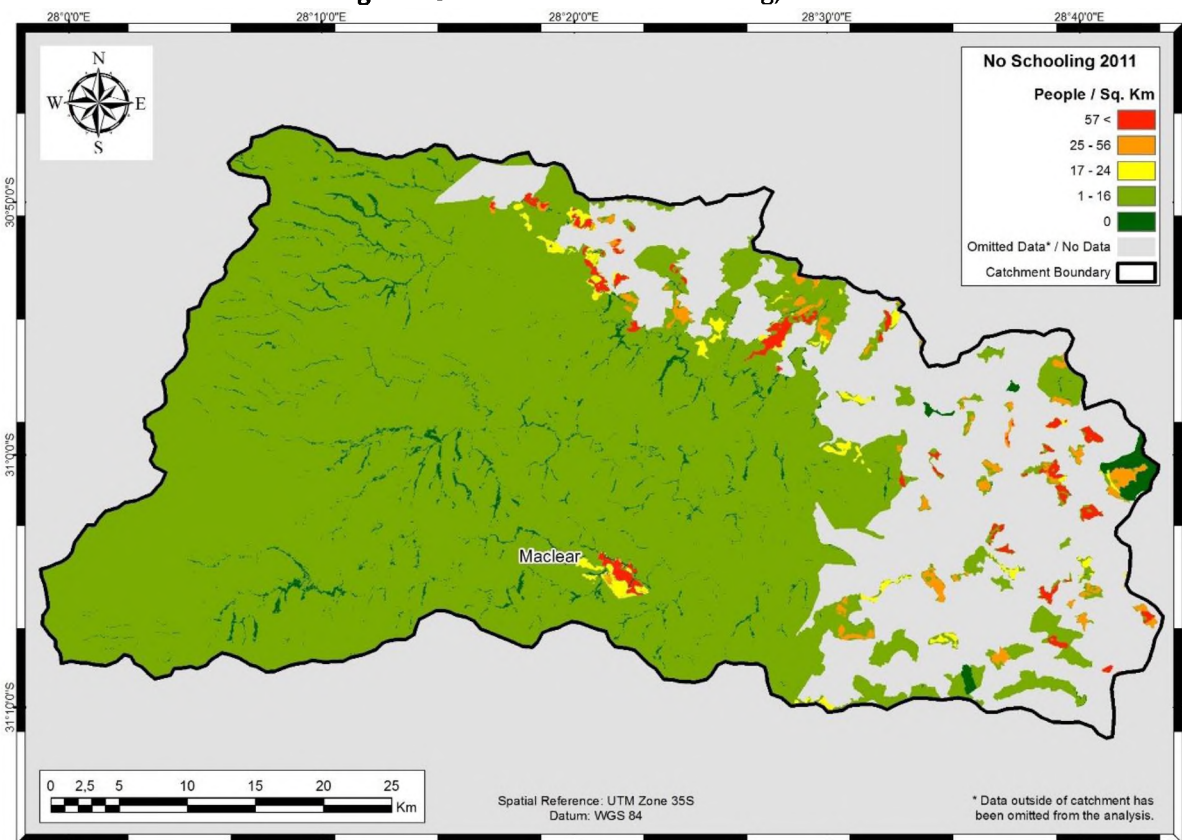 28°0'0"E 28°10'0"E 28°20'0"E 28°30'0"E 28°40'0"E
N
W E
S
No Schooling 2011
People / Sq. Km
57 <
25 - 56
17 - 24
1 - 16
0
Omitted Data* / No Data
Catchment Boundary
30°50'0"S
31°0'0"S
Maclear
31°10'0"S
0 2,5 5 10 15 20 25
Km
Spatial Reference: UTM Zone 35S
Datum: WGS 84
* Data outside of catchment has
been omitted from the analysis.